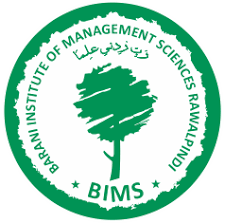 BARANI INSTITUTE OF MANAGEMENT SCIENCES RAWALPINDI
رَبِّ زِدْنِي عِلْمًا
★ BIMS ★